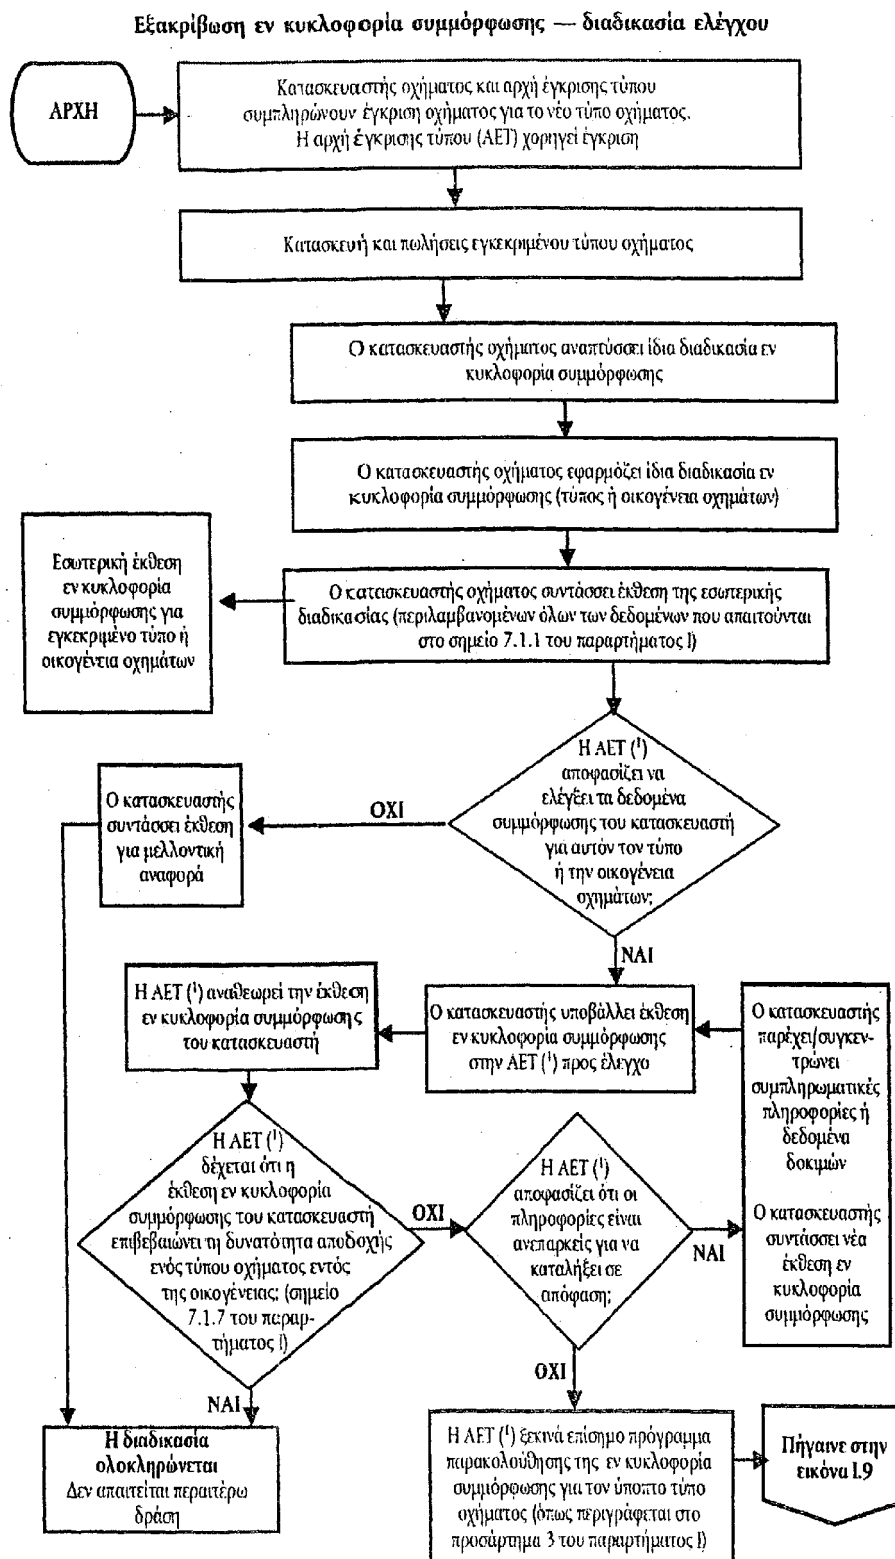 Εξακρίβωση εν κυκλοφορία συμμόρφωσης — διαδικασία ελέγχου
ΑΡΧΗ
Κατασκευαστής οχήματος και αρχή έγκρισης τύπου
συμπληρώνουν έγκριση οχήματος για το νέο τύπο οχήματος.
Η αρχή έγκρισης τύπου (ΑΕΤ) χορηγεί έγκριση
Κατασκευή και πωλήσεις εγκεκριμένου τύπου οχήματος
Ο κατασκευαστής οχήματος αναπτύσσει ίδια διαδικασία εν
κυκλοφορία συμμόρφωσης
Ο κατασκευαστής οχήματος εφαρμόζει ίδια διαδικασία εν
κυκλοφορία συμμόρφωσης (τύπος ή οικογένεια οχημάτων)
Εσωτερική έκθεση
εν κυκλοφορία
συμμόρφωσης για
εγκεκριμένο τύπο ή
οικογένεια οχημάτων
Ο κατασκευαστής οχήματος συντάσσει έκθεση της εσωτερικής
διαδικασίας (περιλαμβανομένων όλων των δεδομένων που απαιτούνται
στο σημείο 7.1.1 του παραρτήματος I)
Η ΑΕΤ (¹)
αποφασίζει να
ελέγξει τα δεδομένα
συμμόρφωσης του κατασκευαστή
για αυτόν τον τύπο
ή την οικογένεια
οχημάτων;
ΟΧΙ
Ο κατασκευαστής
συντάσσει έκθεση
για μελλοντική
αναφορά
ΝΑΙ
Η ΑΕΤ (¹) αναθεωρεί την έκθεση
εν κυκλοφορία συμμόρφωσης
του κατασκευαστή
Ο κατασκευαστής υποβάλλει έκθεση
εν κυκλοφορία συμμόρφωσης
στην ΑΕΤ (¹) προς έλεγχο
Ο κατασκευαστής
παρέχει/συγκεν-
τρώνει
συμπληρωματικές
πληροφορίες ή
δεδομένα
δοκιμών
Ο κατασκευαστής
συντάσσει νέα
έκθεση εν
κυκλοφορία
συμμόρφωσης
Η ΑΕΤ (¹)
δέχεται ότι η
έκθεση εν κυκλοφορία
συμμόρφωσης του κατασκευαστή
επιβεβαιώνει τη δυνατότητα αποδοχής
ενός τύπου οχήματος εντός
της οικογένειας; (σημείο
7.1.7 του παραρ-
τήματος I)
ΟΧΙ
Η ΑΕΤ (¹)
αποφασίζει ότι οι
πληροφορίες είναι
ανεπαρκείς για να
καταλήξει σε
απόφαση;
ΝΑΙ
ΟΧΙ
ΝΑΙ
Η διαδικασία
ολοκληρώνεται
Δεν απαιτείται περαιτέρω
δράση
Η ΑΕΤ (¹) ξεκινά επίσημο πρόγραμμα
παρακολούθησης της εν κυκλοφορία
συμμόρφωσης για τον ύποπτο τύπο
οχήματος (όπως περιγράφεται στο
προσάρτημα 3 του παραρτήματος I)
Πήγαινε στην
εικόνα I.9